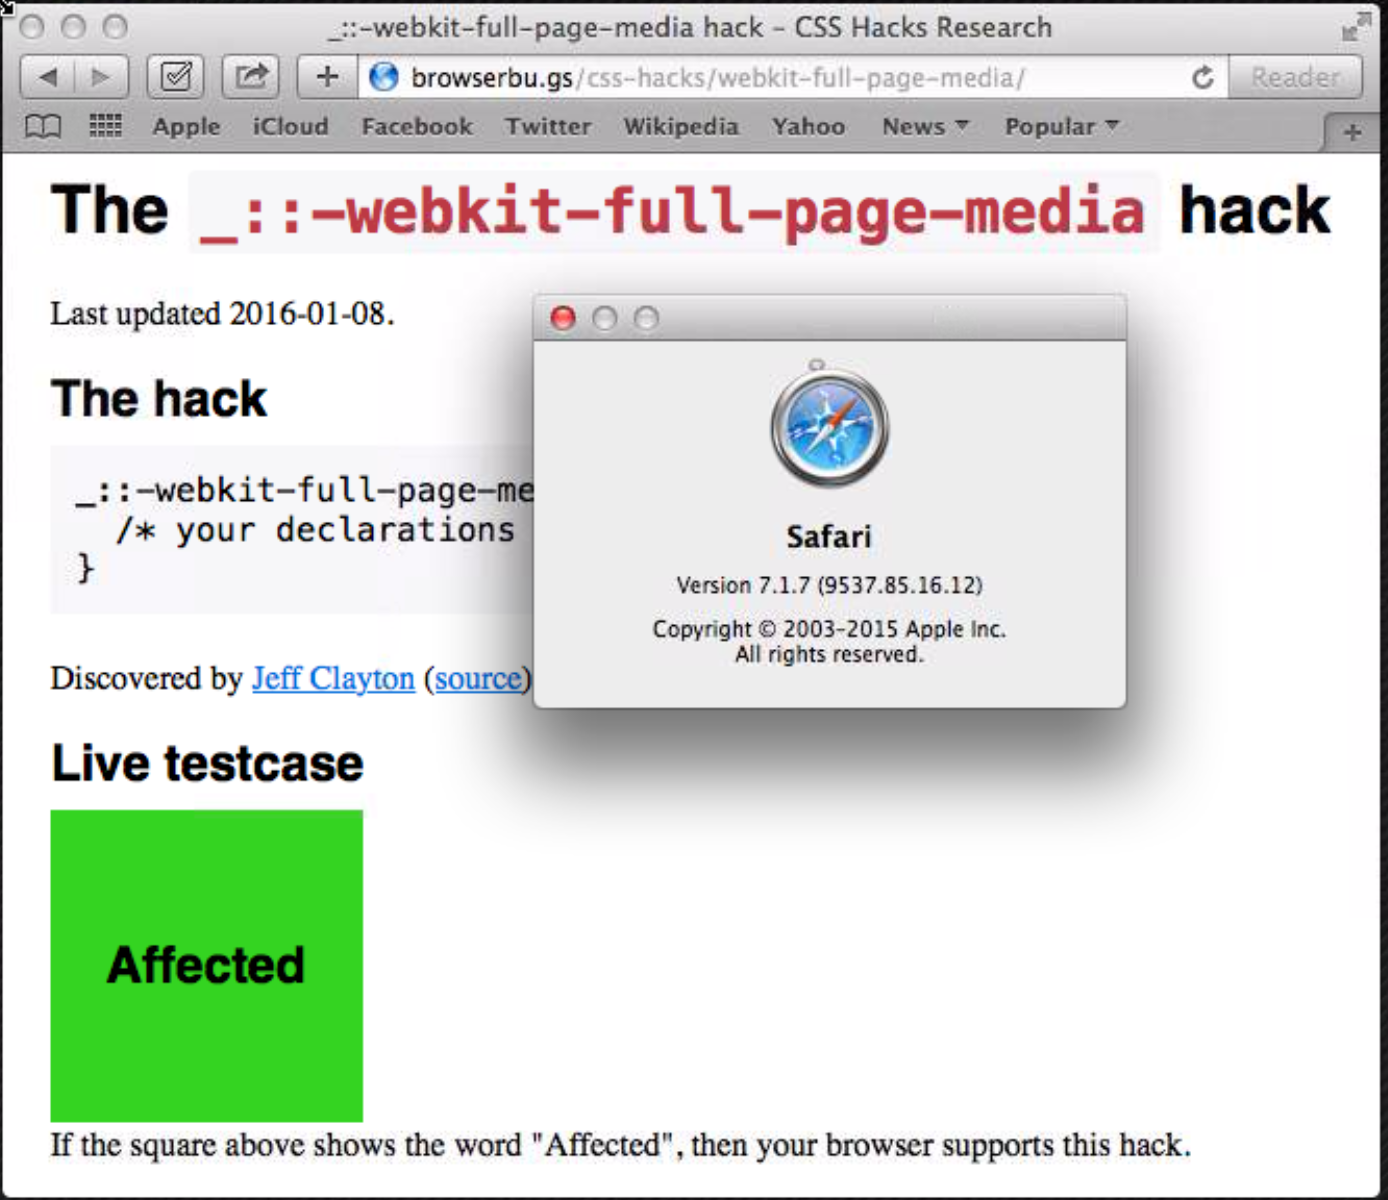 _::-webkit-full-page-media hack – CSS Hacks Research
browserbu.gs/css-hacks/webkit-full-page-media/
Reader
Apple iCloud Facebook Twitter Wikipedia Yahoo News Popular
The _::-webkit-full-page-media hack
Last updated 2016-01-08.
The hack
_::-webkit-full-page-me
/* your declarations
}
Discovered by Jeff Clayton (source)
Safari
Version 7.1.7 (9537.85.16.12)
Copyright © 2003–2015 Apple Inc.
All rights reserved.
Live testcase
Affected
If the square above shows the word "Affected", then your browser supports this hack.